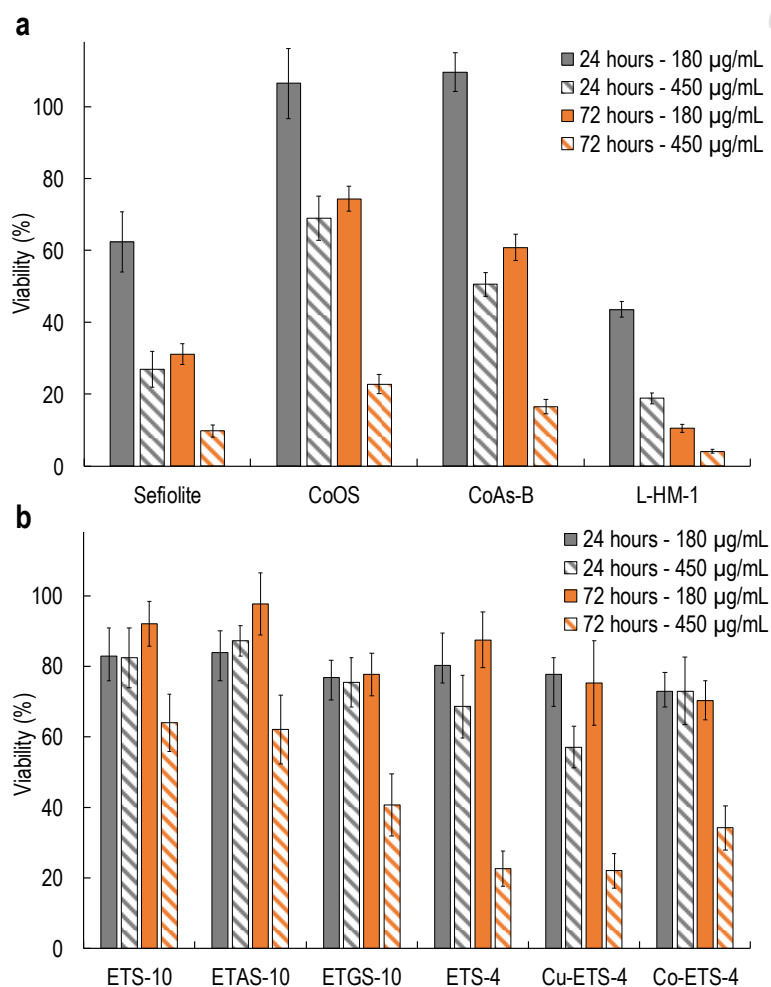 a
24 hours - 180 µg/mL
24 hours - 450 µg/mL
72 hours - 180 µg/mL
72 hours - 450 µg/mL
Viability (%)
100
80
60
40
20
0
Sefiolite
CoOS
CoAs-B
L-HM-1
b
24 hours - 180 µg/mL
24 hours - 450 µg/mL
72 hours - 180 µg/mL
72 hours - 450 µg/mL
Viability (%)
100
80
60
40
20
0
ETS-10
ETAS-10
ETGS-10
ETS-4
Cu-ETS-4
Co-ETS-4